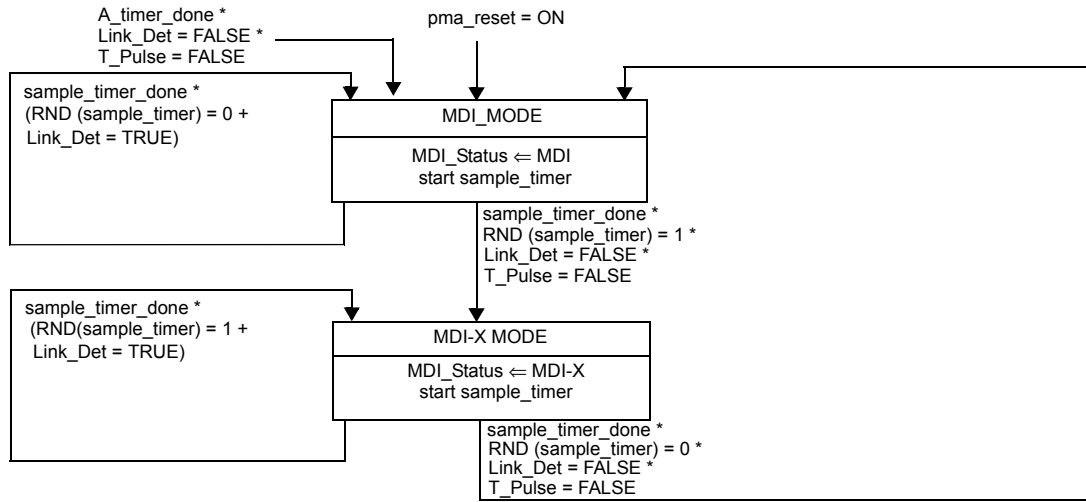 A_timer_done *
Link_Det = FALSE *
T_Pulse = FALSE
pma_reset = ON
sample_timer_done *
(RND (sample_timer) = 0 +
Link_Det = TRUE)
MDI_MODE
MDI_Status ⇐ MDI
start sample_timer
sample_timer_done *
RND (sample_timer) = 1 *
Link_Det = FALSE *
T_Pulse = FALSE
sample_timer_done *
(RND(sample_timer) = 1 +
Link_Det = TRUE)
MDI-X MODE
MDI_Status ⇐ MDI-X
start sample_timer
sample_timer_done *
RND (sample_timer) = 0 *
Link_Det = FALSE *
T_Pulse = FALSE